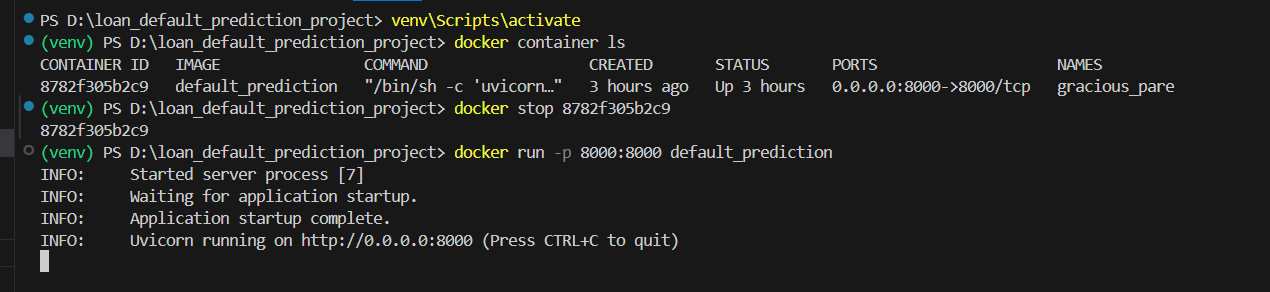 PS D:\loan_default_prediction_project> venv\Scripts\activate
(venv) PS D:\loan_default_prediction_project> docker container ls
CONTAINER ID   IMAGE                COMMAND                  CREATED       STATUS       PORTS                    NAMES
8782f305b2c9   default_prediction   "/bin/sh -c 'uvicorn…"   3 hours ago   Up 3 hours   0.0.0.0:8000->8000/tcp   gracious_pare
(venv) PS D:\loan_default_prediction_project> docker stop 8782f305b2c9
8782f305b2c9
(venv) PS D:\loan_default_prediction_project> docker run -p 8000:8000 default_prediction
INFO:     Started server process [7]
INFO:     Waiting for application startup.
INFO:     Application startup complete.
INFO:     Uvicorn running on http://0.0.0.0:8000 (Press CTRL+C to quit)